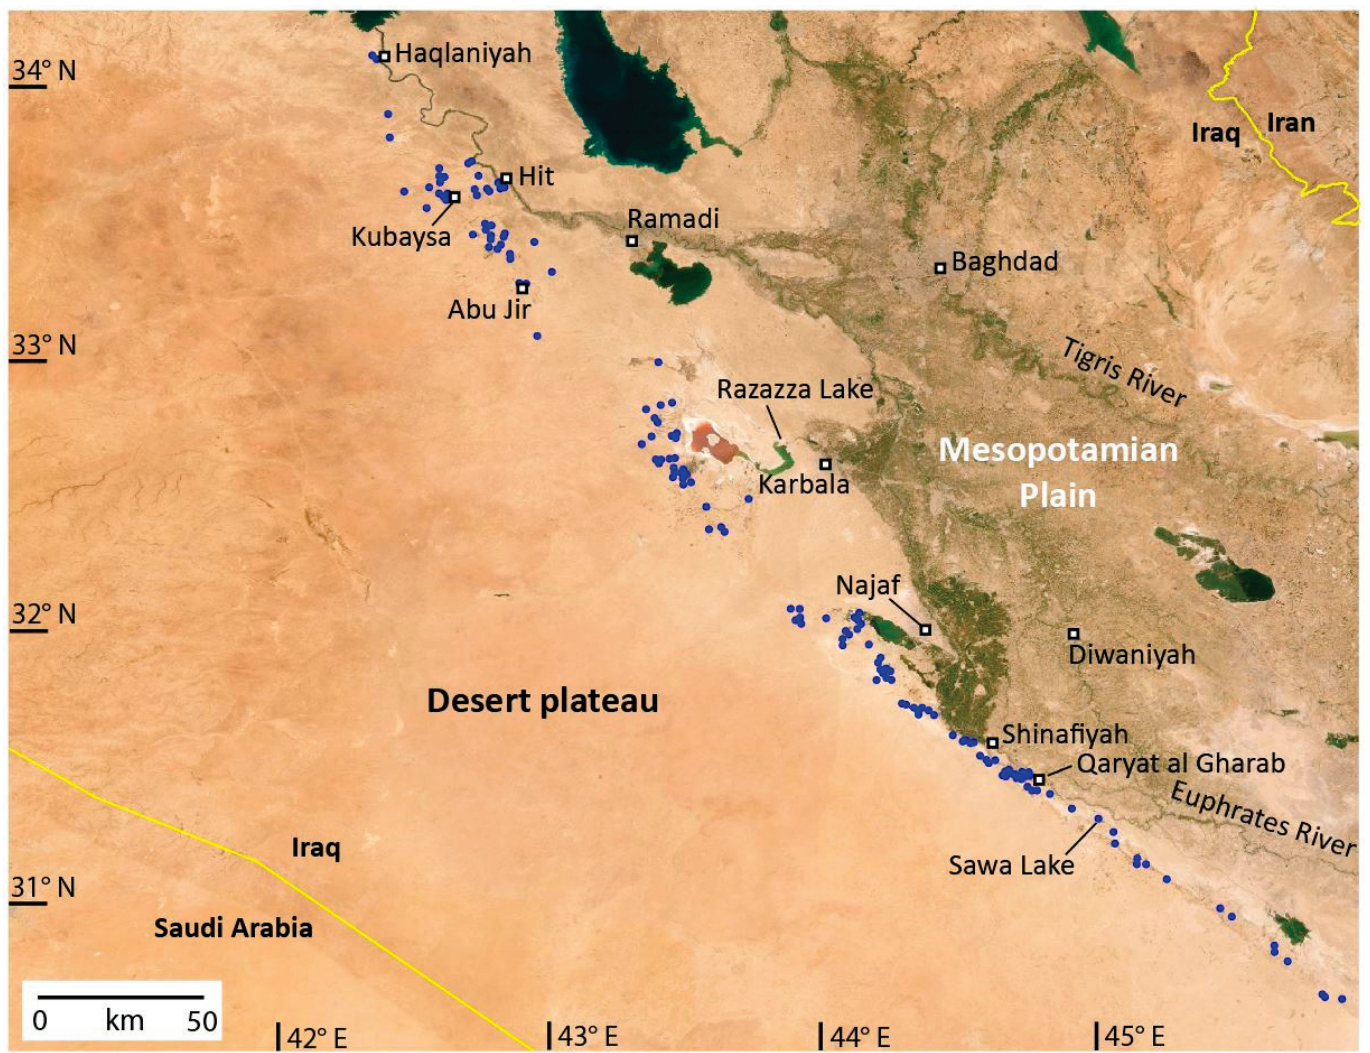 Haqlaniyah
34° N
Iraq
Iran
Hit
Ramadi
Kubaysa
Baghdad
Abu Jir
33° N
Tigris River
Razazza Lake
Mesopotamian
Plain
Karbala
Najaf
32° N
Diwaniyah
Desert plateau
Shinafiyah
Qaryat al Gharab
Euphrates River
Iraq
Sawa Lake
31° N
Saudi Arabia
0 km 50
42° E
43° E
44° E
45° E